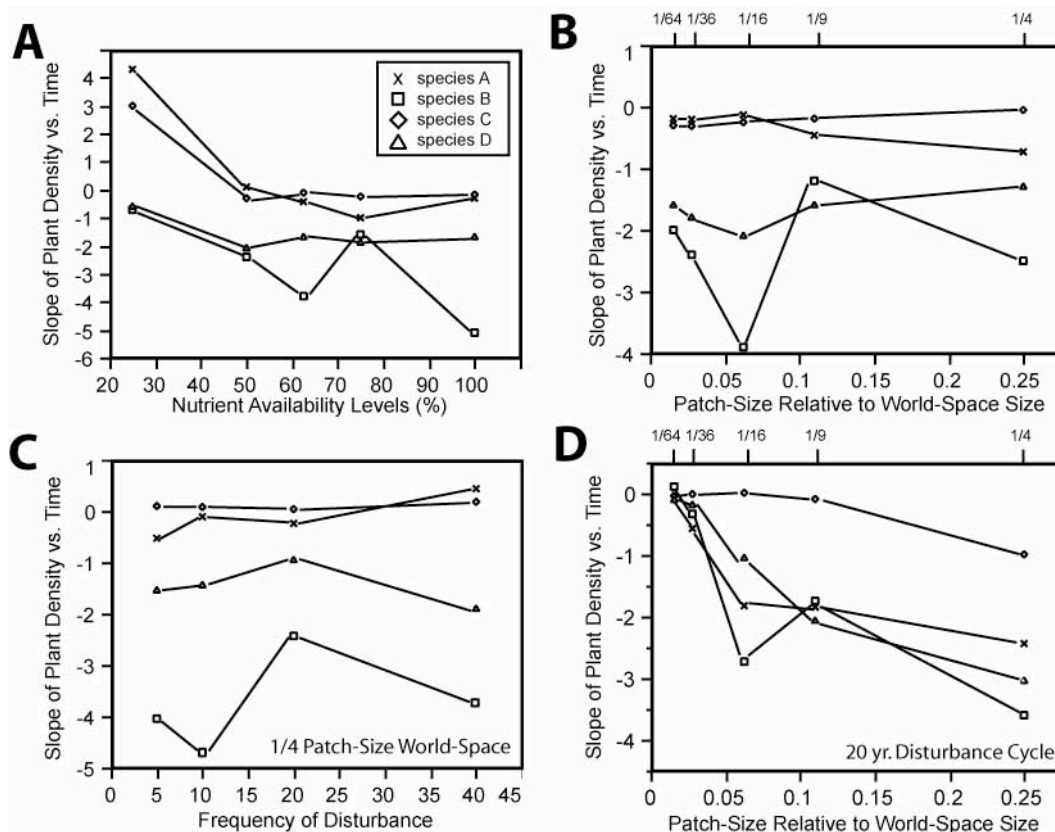 A
Slope of Plant Density vs. Time
4
3
2
1
0
-1
-2
-3
-4
-5
-6
species A
species B
species C
species D
20 30 40 50 60 70 80 90 100
Nutrient Availability Levels (%)
B
1/64 1/36 1/16 1/9 1/4
Slope of Plant Density vs. Time
1
0
-1
-2
-3
-4
0 0.05 0.1 0.15 0.2 0.25
Patch-Size Relative to World-Space Size
C
Slope of Plant Density vs. Time
1
0
-1
-2
-3
-4
-5
1/4 Patch-Size World-Space
0 5 10 15 20 25 30 35 40 45
Frequency of Disturbance
D
1/64 1/36 1/16 1/9 1/4
Slope of Plant Density vs. Time
0
-1
-2
-3
-4
20 yr. Disturbance Cycle
0 0.05 0.1 0.15 0.2 0.25
Patch-Size Relative to World-Space Size